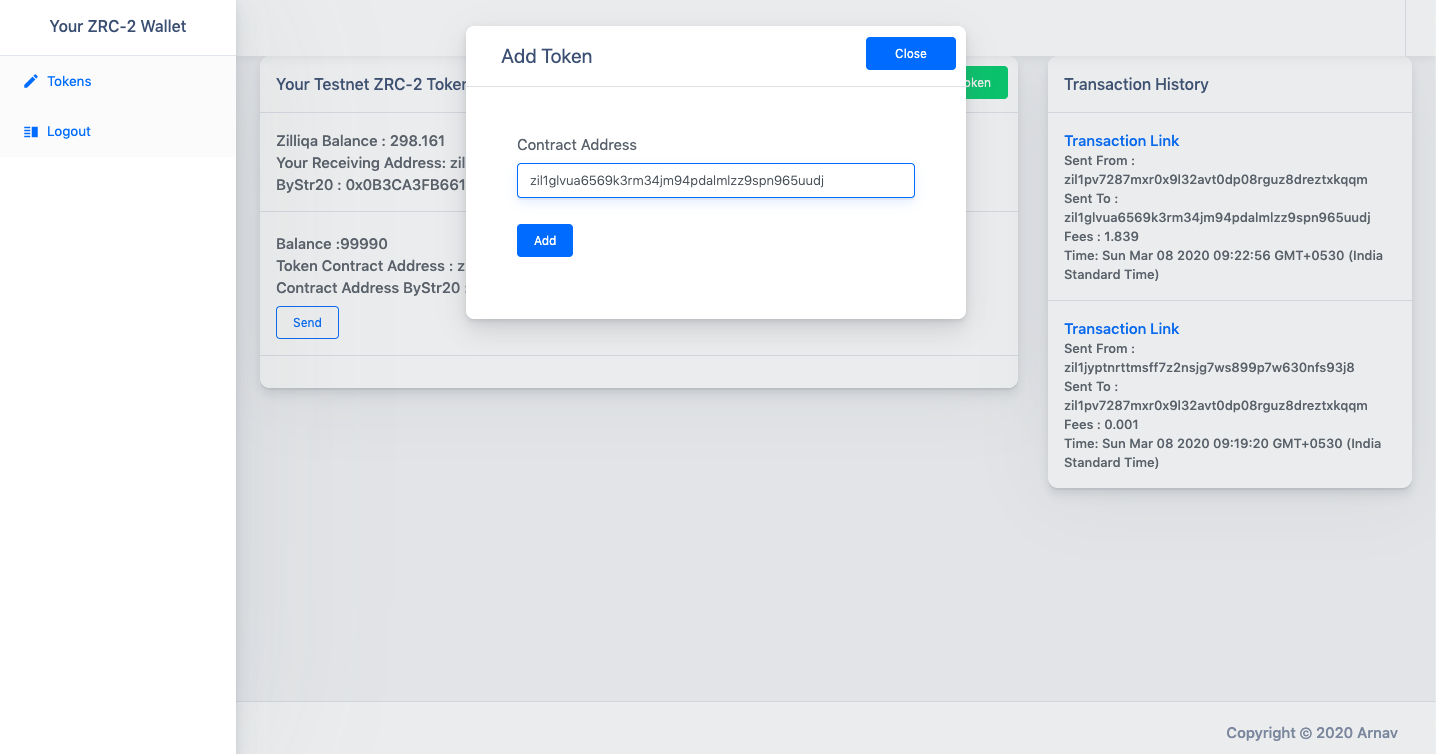 Your ZRC-2 Wallet
Tokens
Logout
Add Token
Close
Contract Address
zil1glvua6569k3rm34jm94pdalmlzz9spn965uudj
Add
Your Testnet ZRC-2 Token
oken
Zilliqa Balance : 298.161
Your Receiving Address: zil
ByStr20 : 0x0B3CA3FB661
Balance :99990
Token Contract Address : z
Contract Address ByStr20 :
Send
Transaction History
Transaction Link
Sent From :
zil1pv7287mxr0x9l32avt0dp08rguz8dreztxkqqm
Sent To :
zil1glvua6569k3rm34jm94pdalmlzz9spn965uudj
Fees : 1.839
Time: Sun Mar 08 2020 09:22:56 GMT+0530 (India
Standard Time)
Transaction Link
Sent From :
zil1jyptnrttmsff7z2nsjg7ws899p7w630nfs93j8
Sent To :
zil1pv7287mxr0x9l32avt0dp08rguz8dreztxkqqm
Fees : 0.001
Time: Sun Mar 08 2020 09:19:20 GMT+0530 (India
Standard Time)
Copyright © 2020 Arnav